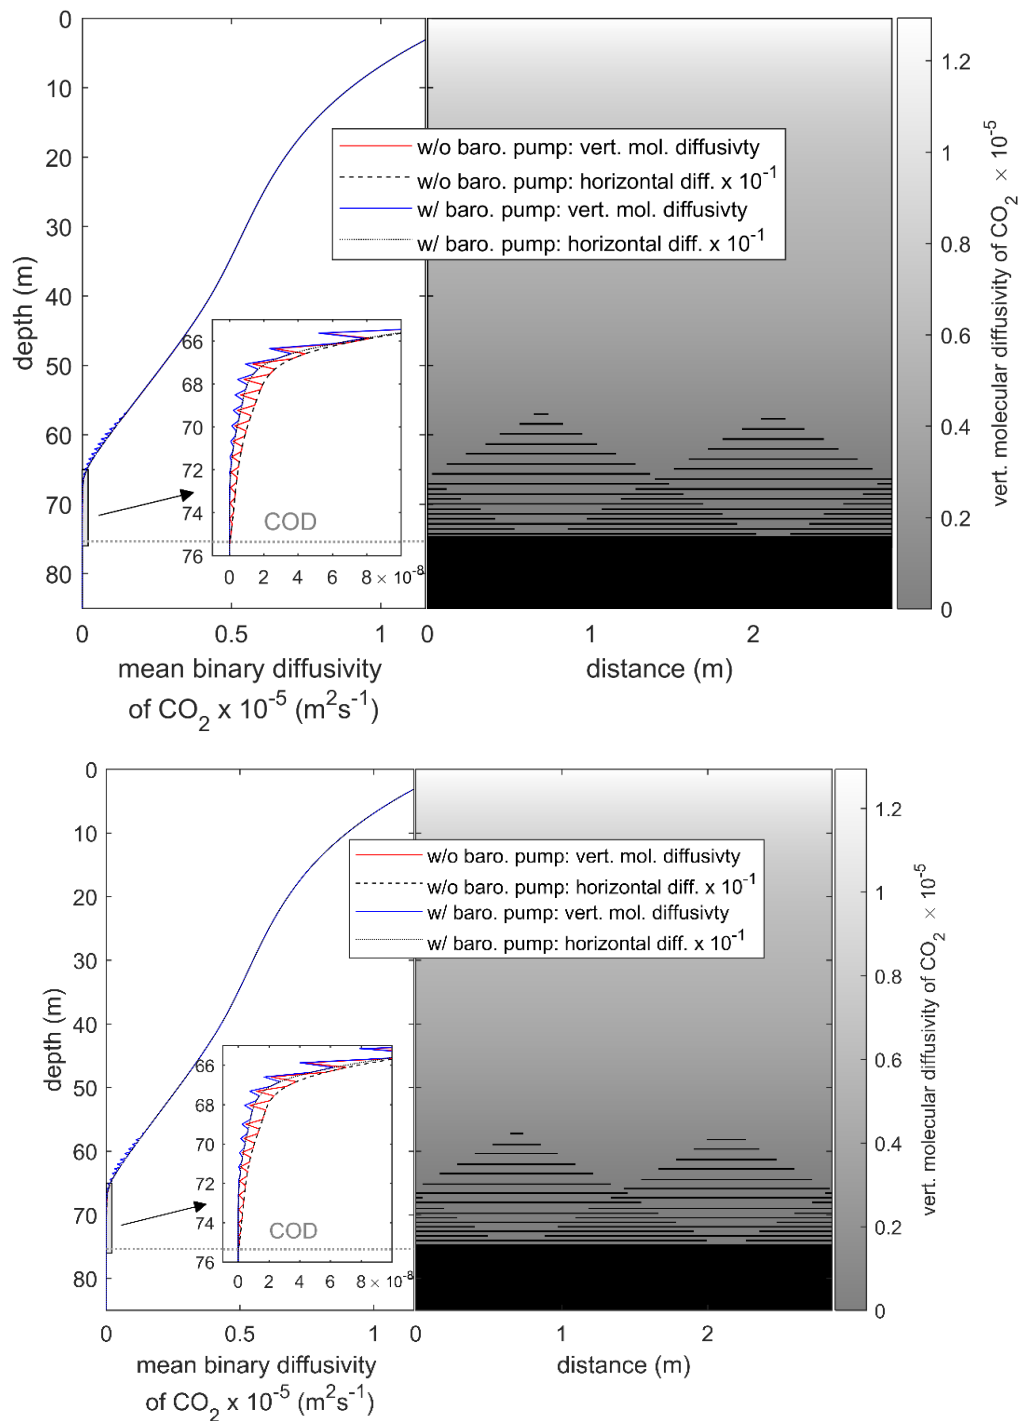 0
10
20
30
40
50
60
70
80
depth (m)
w/o baro. pump: vert. mol. diffusivty
w/o baro. pump: horizontal diff. x 10-1
w/ baro. pump: vert. mol. diffusivty
w/ baro. pump: horizontal diff. x 10-1
66
68
70
72
74
76
COD
0 2 4 6 8 × 10-8
0 0.5 1
mean binary diffusivity
of CO2 x 10-5 (m2s-1)
0 1 2
distance (m)
1.2
1
0.8
0.6
0.4
0.2
0
vert. molecular diffusivity of CO2 × 10-5
0
10
20
30
40
50
60
70
80
depth (m)
w/o baro. pump: vert. mol. diffusivty
w/o baro. pump: horizontal diff. x 10-1
w/ baro. pump: vert. mol. diffusivty
w/ baro. pump: horizontal diff. x 10-1
66
68
70
72
74
76
COD
0 2 4 6 8 × 10-8
0 0.5 1
mean binary diffusivity
of CO2 x 10-5 (m2s-1)
0 1 2
distance (m)
1.2
1
0.8
0.6
0.4
0.2
0
vert. molecular diffusivity of CO2 × 10-5